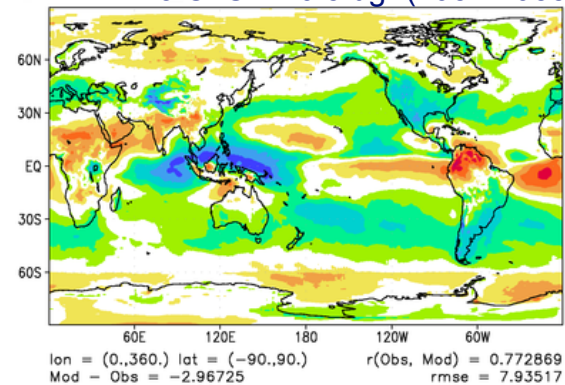 60N
30N
EQ
30S
60S
60E 120E 180 120W 60W
lon = (0.,360.) lat = (−90.,90.) r(Obs, Mod) = 0.772869
Mod − Obs = −2.96725 rmse = 7.93517